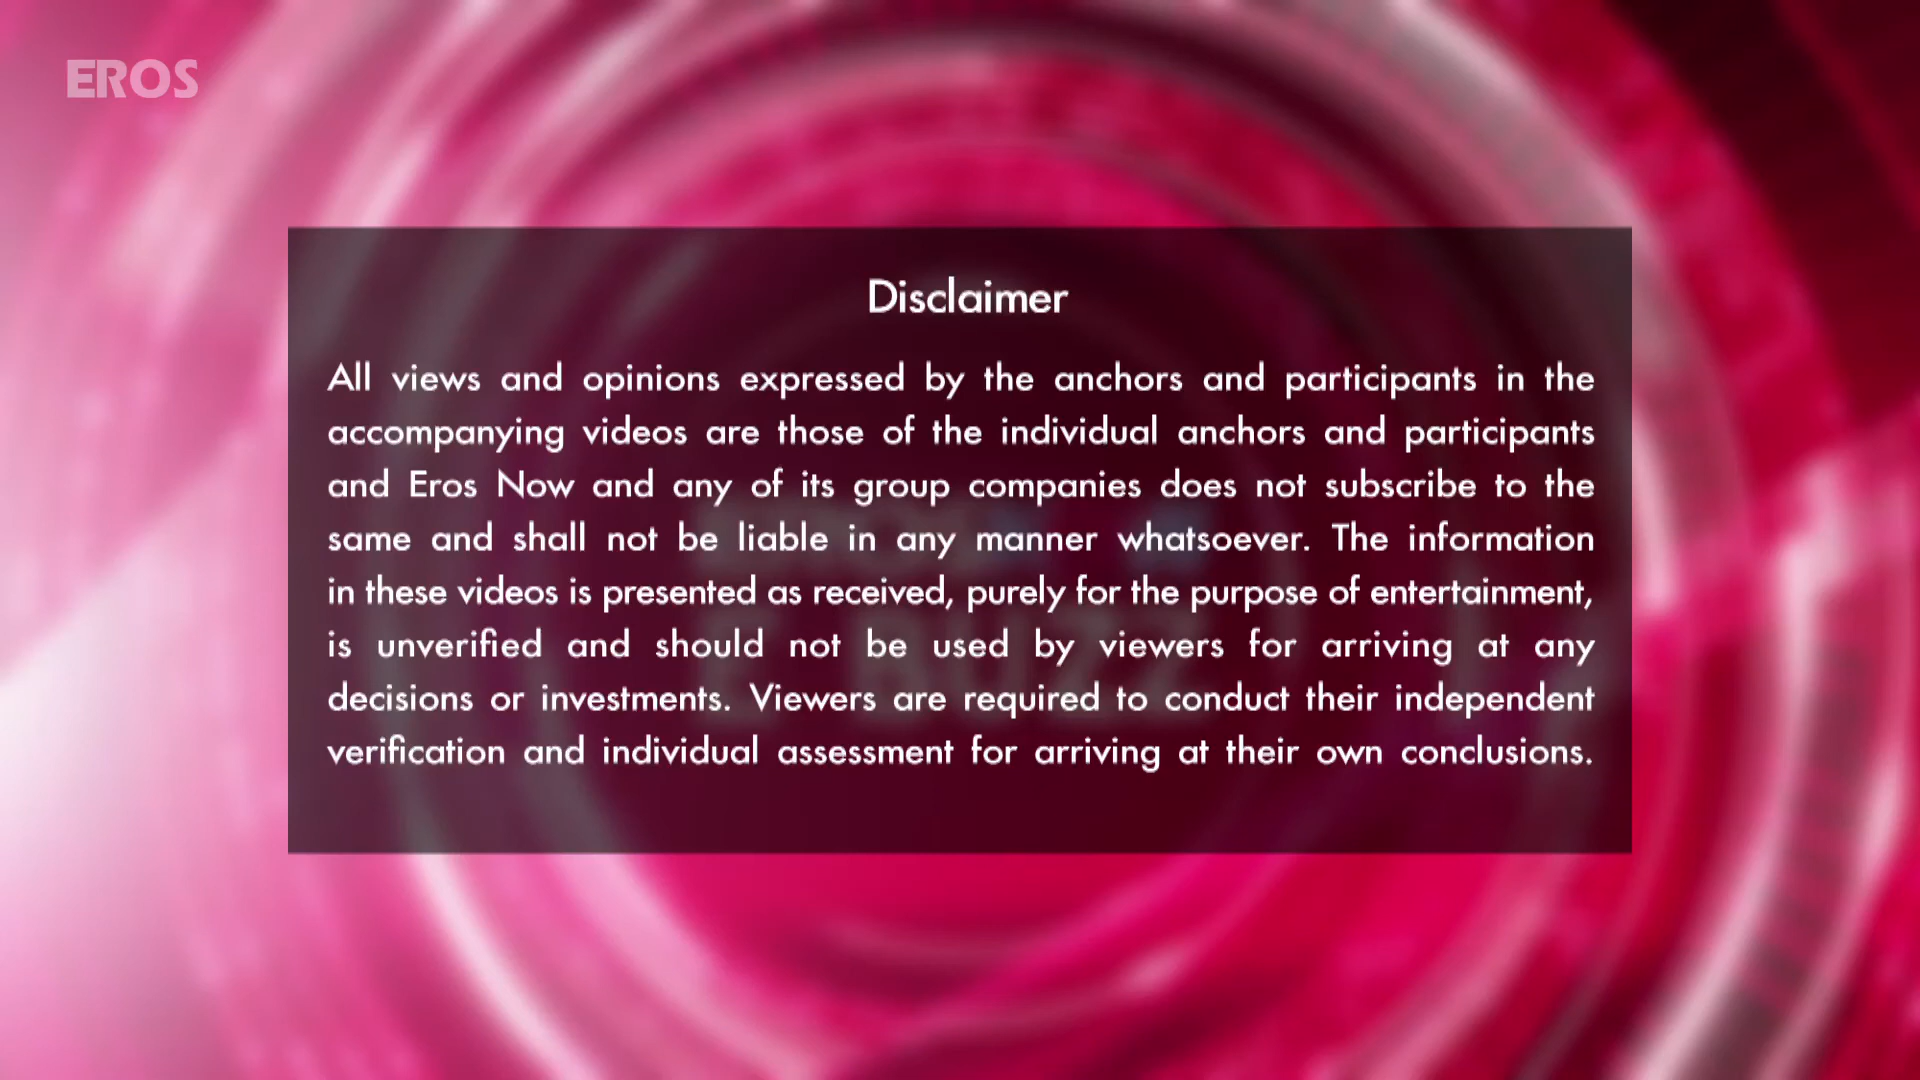 EROS
Disclaimer
All views and opinions expressed by the anchors and participants in the
accompanying videos are those of the individual anchors and participants
and Eros Now and any of its group companies does not subscribe to the
same and shall not be liable in any manner whatsoever. The information
in these videos is presented as received, purely for the purpose of entertainment,
is unverified and should not be used by viewers for arriving at any
decisions or investments. Viewers are required to conduct their independent
verification and individual assessment for arriving at their own conclusions.